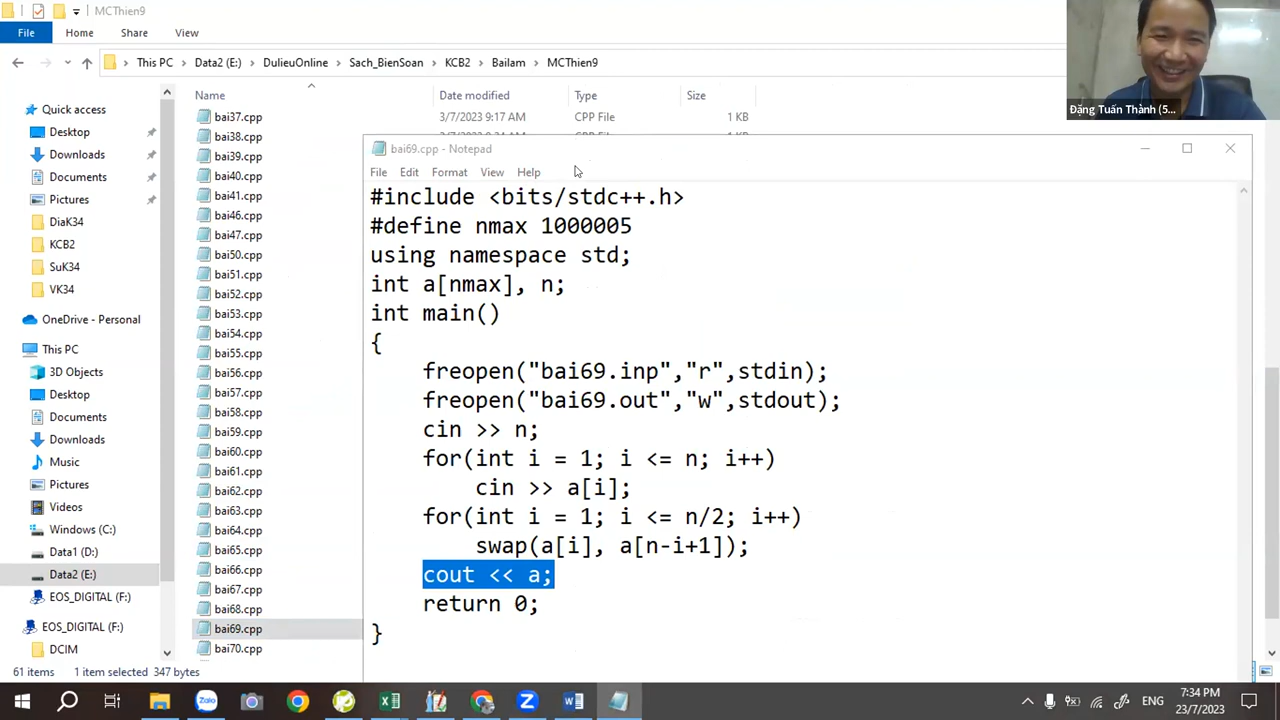 MCThien9
File Home Share View
This PC Data2 (E:) DulieuOnline Sach_BienSoan KCB2 Bailam MCThien9
Đặng Tuấn Thành (5...
Name Date modified Type Size
Quick access
Desktop
Downloads
Documents
Pictures
DiaK34
KCB2
SuK34
VK34
OneDrive - Personal
This PC
3D Objects
Desktop
Documents
Downloads
Music
Pictures
Videos
Windows (C:)
Data1 (D:)
Data2 (E:)
EOS_DIGITAL (F:)
EOS_DIGITAL (F:)
DCIM
bai37.cpp 3/7/2023 9:17 AM CPP File 1 KB
bai38.cpp
bai39.cpp
bai40.cpp
bai41.cpp
bai46.cpp
bai47.cpp
bai50.cpp
bai51.cpp
bai52.cpp
bai53.cpp
bai54.cpp
bai55.cpp
bai56.cpp
bai57.cpp
bai58.cpp
bai59.cpp
bai60.cpp
bai61.cpp
bai62.cpp
bai63.cpp
bai64.cpp
bai65.cpp
bai66.cpp
bai67.cpp
bai68.cpp
bai69.cpp
bai70.cpp
bai69.cpp - Notepad
File Edit Format View Help
#include <bits/stdc++.h>
#define nmax 1000005
using namespace std;
int a[nmax], n;
int main()
{
freopen("bai69.inp","r",stdin);
freopen("bai69.out","w",stdout);
cin >> n;
for(int i = 1; i <= n; i++)
cin >> a[i];
for(int i = 1; i <= n/2; i++)
swap(a[i], a[n-i+1]);
cout << a;
return 0;
}
61 items 1 item selected 347 bytes
ENG
7:34 PM
23/7/2023